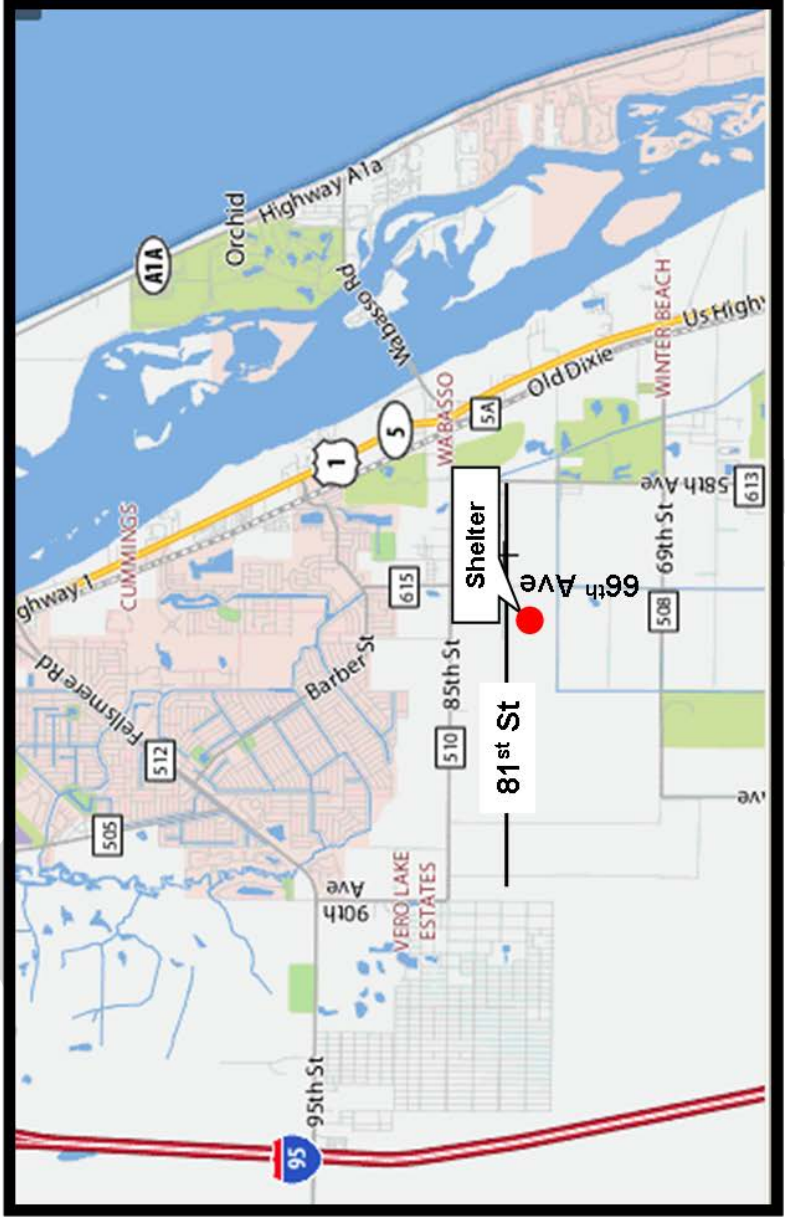 ghway 1
Fellsmere Rd
505
CUMMINGS
A1A
512
Orchid
Highway A1a
95
95th St
1
Barber St
90th
Ave
Wabasso Rd
5
615
VERO LAKE
ESTATES
WABASSO
510
85th St
Shelter
5A
81st St
Old Dixie
66th Ave
WINTER BEACH
508
69th St
58th Ave
Us High
613